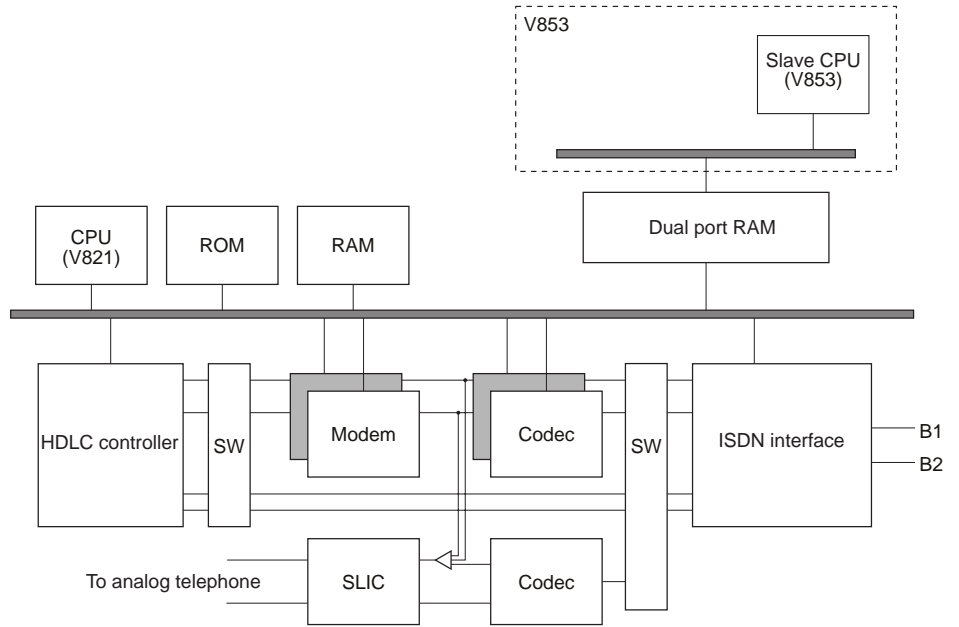 V853
Slave CPU
(V853)
CPU
(V821)
ROM
RAM
Dual port RAM
HDLC controller
SW
Modem
Codec
SW
ISDN interface
B1
B2
To analog telephone
SLIC
Codec